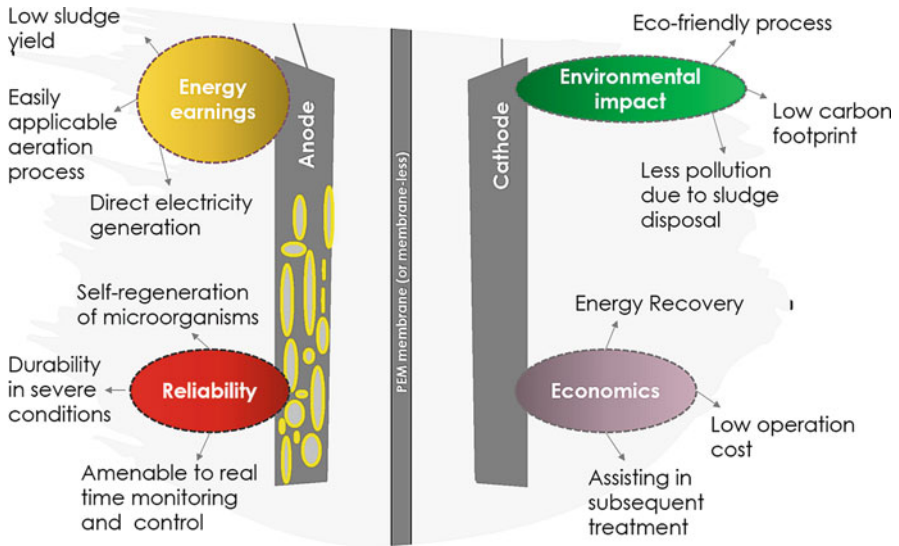 Low sludge
yield
Energy
earnings
Easily
applicable
aeration
process
Direct electricity
generation
Anode
PEM membrane (or membrane-less)
Cathode
Eco-friendly process
Environmental
impact
Low carbon
footprint
Less pollution
due to sludge
disposal
Self-regeneration
of microorganisms
Durability
in severe
conditions
Reliability
Amenable to real
time monitoring
and control
Energy Recovery
Economics
Low operation
cost
Assisting in
subsequent
treatment